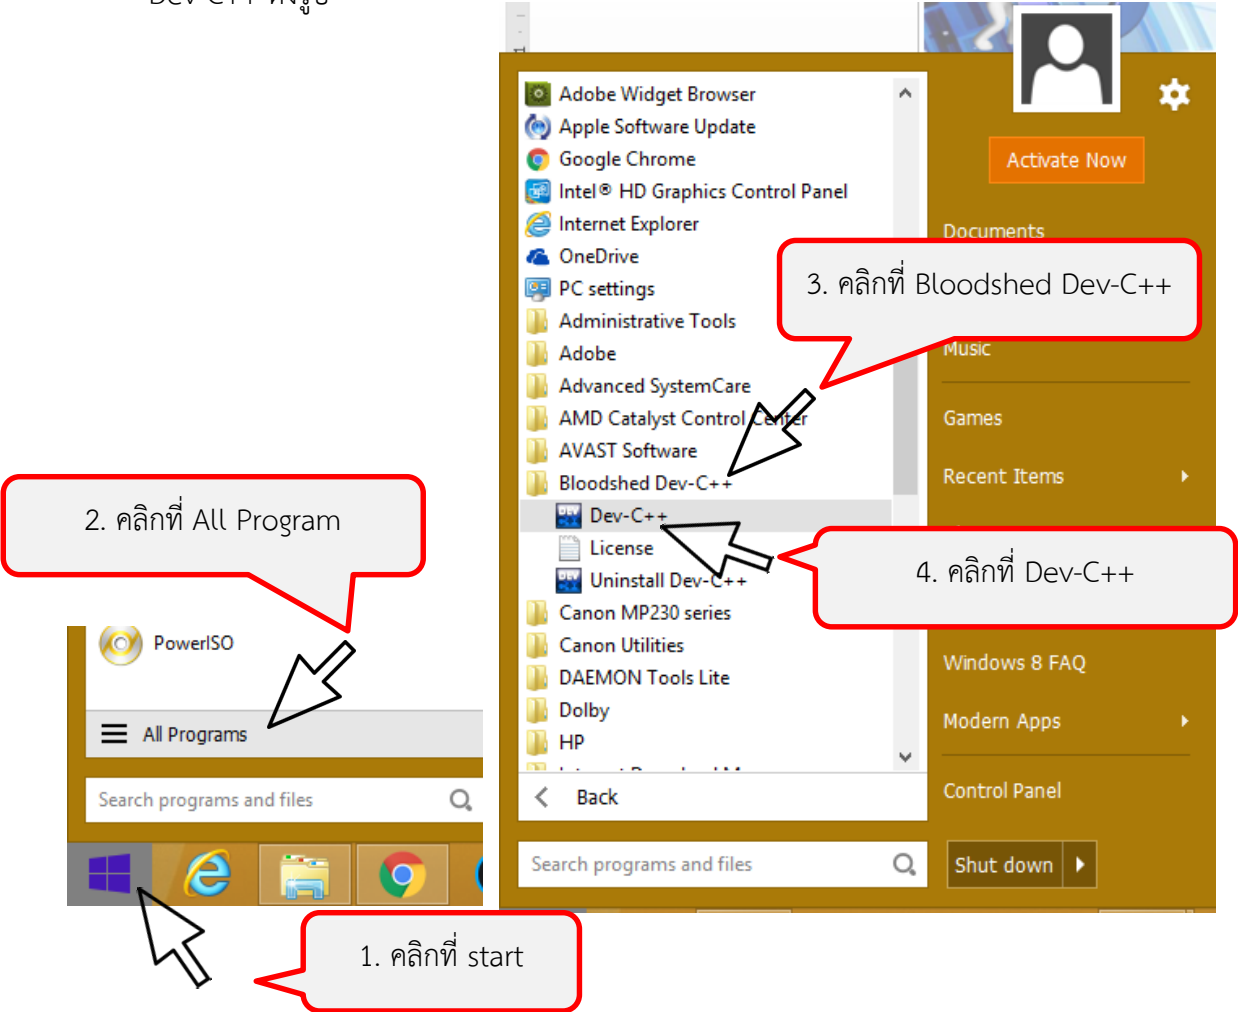 Dev-C++ ดังรูป
Adobe Widget Browser
Apple Software Update
Google Chrome
Intel® HD Graphics Control Panel
Internet Explorer
OneDrive
PC settings
Administrative Tools
Adobe
Advanced SystemCare
AMD Catalyst Control Center
AVAST Software
Bloodshed Dev-C++
Dev-C++
License
Uninstall Dev-C++
Canon MP230 series
Canon Utilities
DAEMON Tools Lite
Dolby
HP
Back
Search programs and files
Activate Now
Documents
Music
Games
Recent Items
Windows 8 FAQ
Modern Apps
Control Panel
Shut down
3. คลิกที่ Bloodshed Dev-C++
4. คลิกที่ Dev-C++
2. คลิกที่ All Program
PowerISO
All Programs
Search programs and files
1. คลิกที่ start